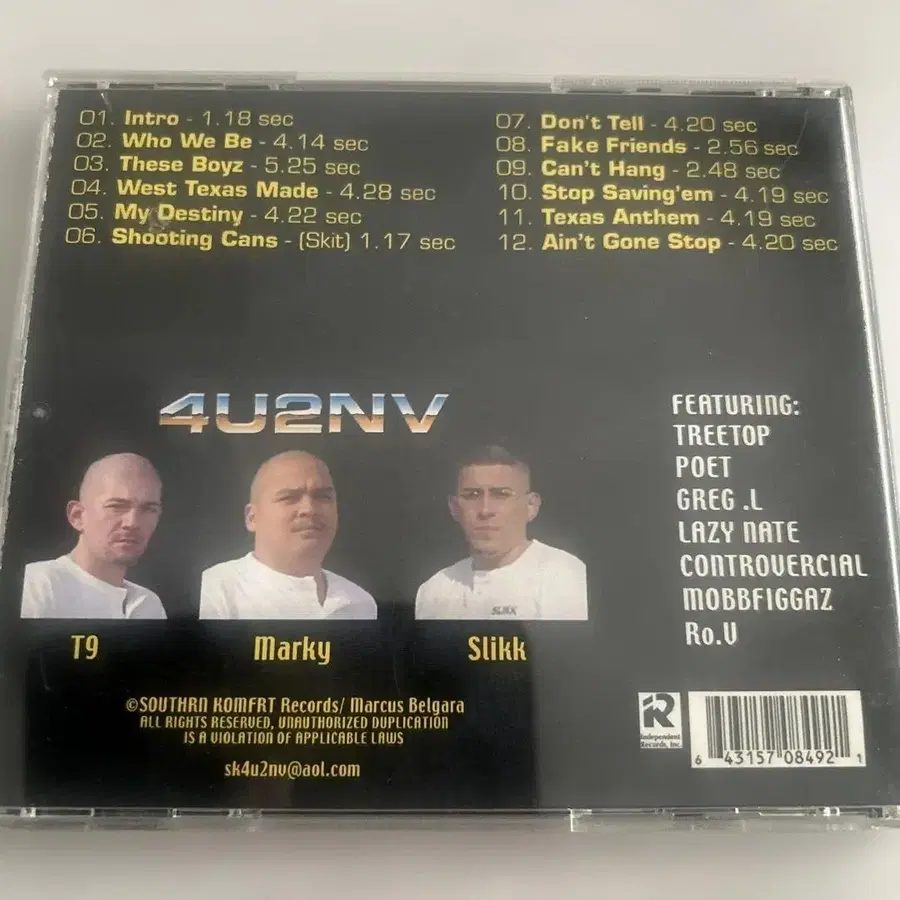 01. Intro - 1.18 sec
02. Who We Be - 4.14 sec
03. These Boyz - 5.25 sec
04. West Texas Made - 4.28 sec
05. My Destiny - 4.22 sec
06. Shooting Cans - (Skit) 1.17 sec
07. Don't Tell - 4.20 sec
08. Fake Friends - 2.56 sec
09. Can't Hang - 2.48 sec
10. Stop Saving'em - 4.19 sec
11. Texas Anthem - 4.19 sec
12. Ain't Gone Stop - 4.20 sec
4U2NV
FEATURING:
TREETOP
POET
GREG .L
LAZY NATE
CONTROVERCIAL
MOBBFIGGAZ
Ro.V
SLIKK
T9
Marky
Slikk
©SOUTHRN KOMFRT Records/ Marcus Belgara
ALL RIGHTS RESERVED, UNAUTHORIZED DUPLICATION
IS A VIOLATION OF APPLICABLE LAWS
sk4u2nv@aol.com
iR
Independent
Records, Inc.
6 43157 08492 1